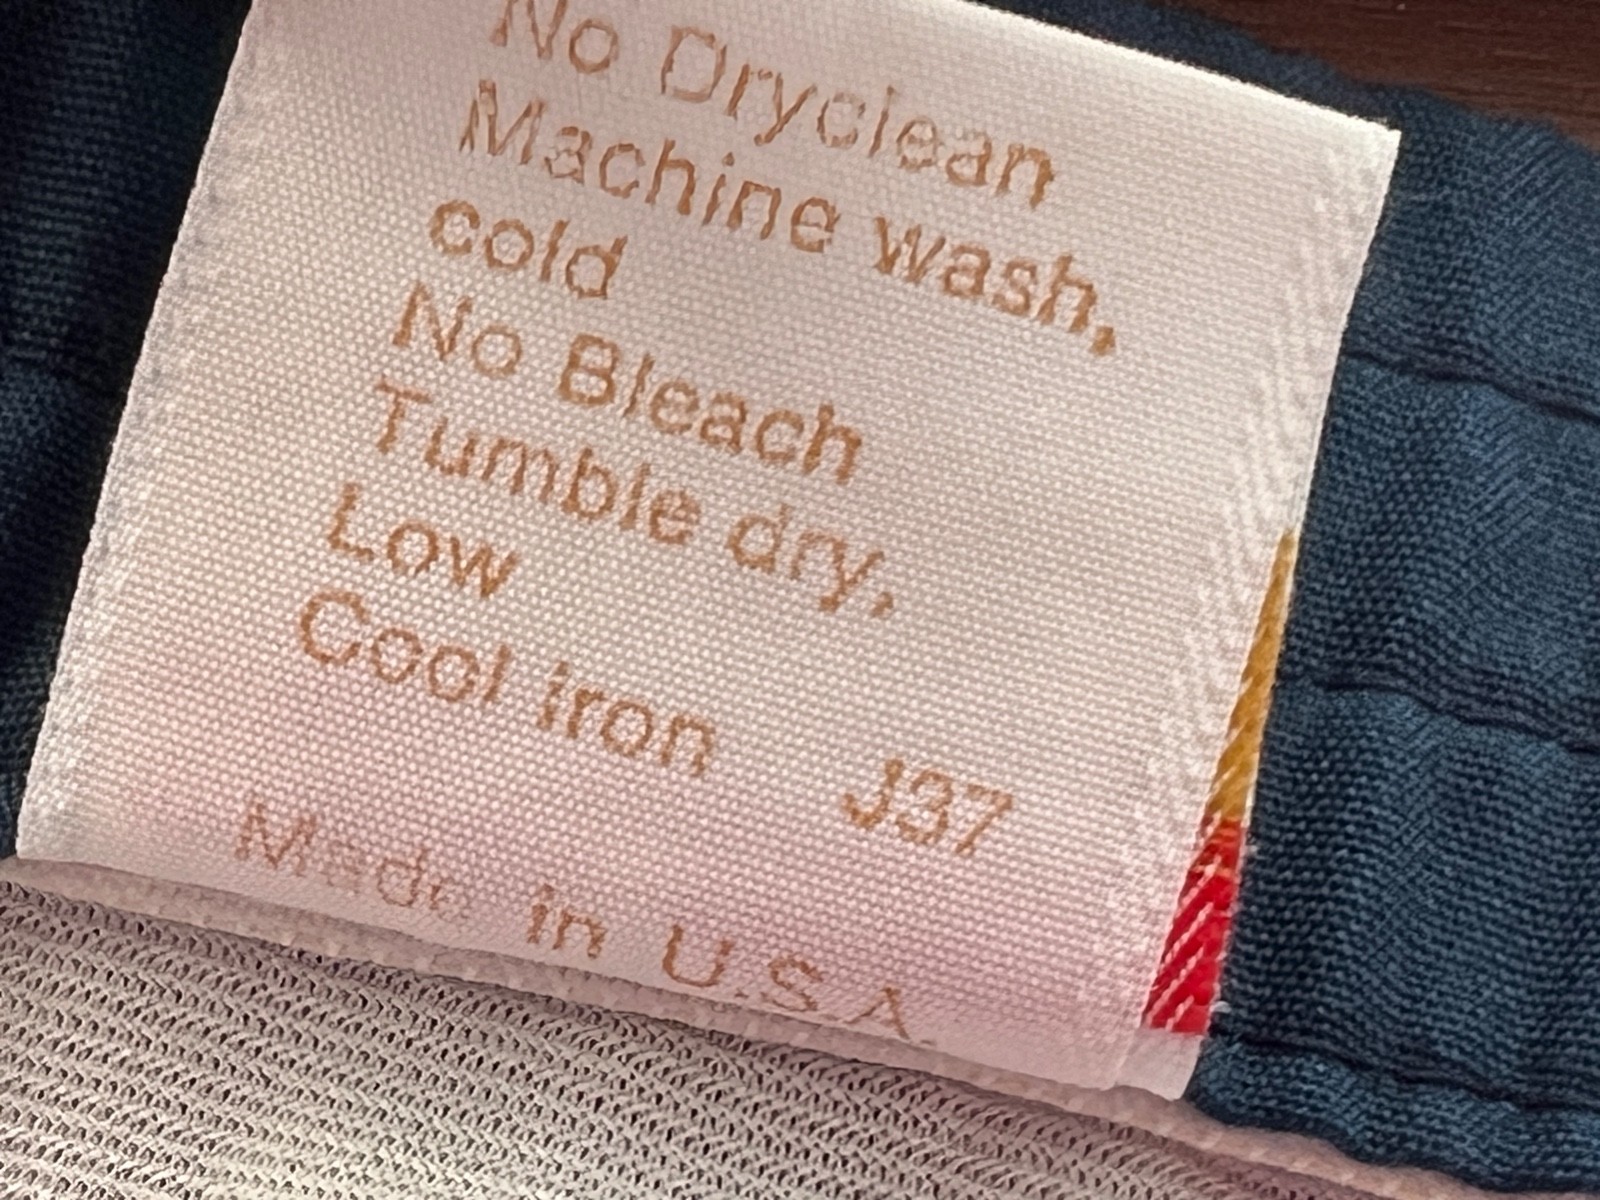 No Dryclean
Machine wash,
cold
No Bleach
Tumble dry,
Low
Cool iron J37
Made in U.S.A.